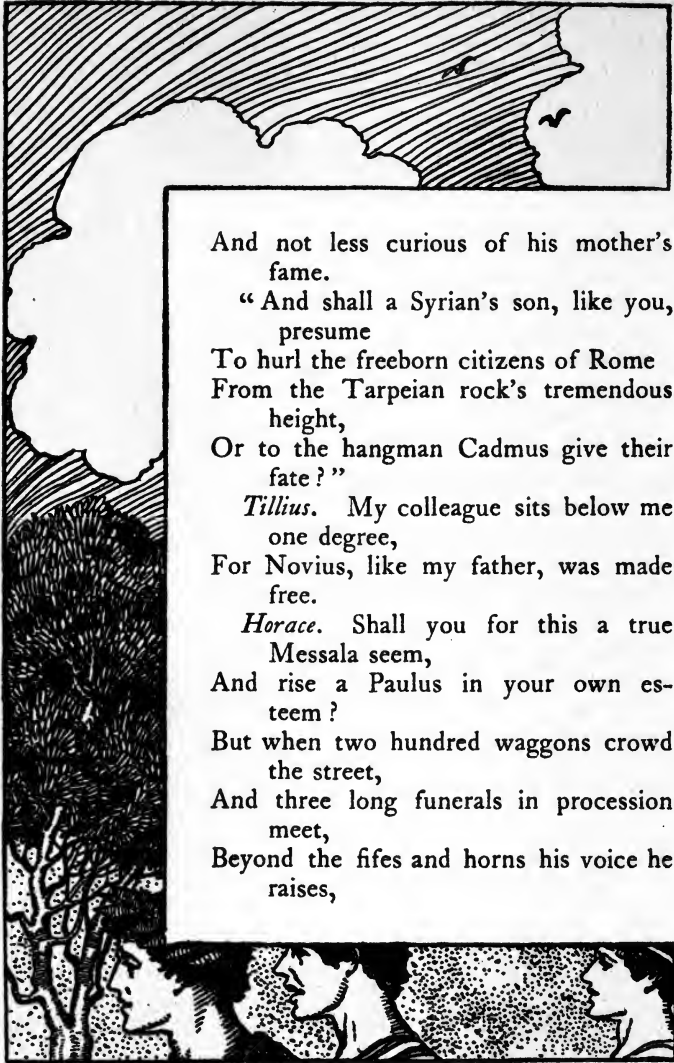 And not less curious of his mother's
fame.
“ And shall a Syrian's son, like you,
presume
To hurl the freeborn citizens of Rome
From the Tarpeian rock's tremendous
height,
Or to the hangman Cadmus give their
fate ? ”
Tillius. My colleague sits below me
one degree,
For Novius, like my father, was made
free.
Horace. Shall you for this a true
Messala seem,
And rise a Paulus in your own es-
teem ?
But when two hundred waggons crowd
the street,
And three long funerals in procession
meet,
Beyond the fifes and horns his voice he
raises,